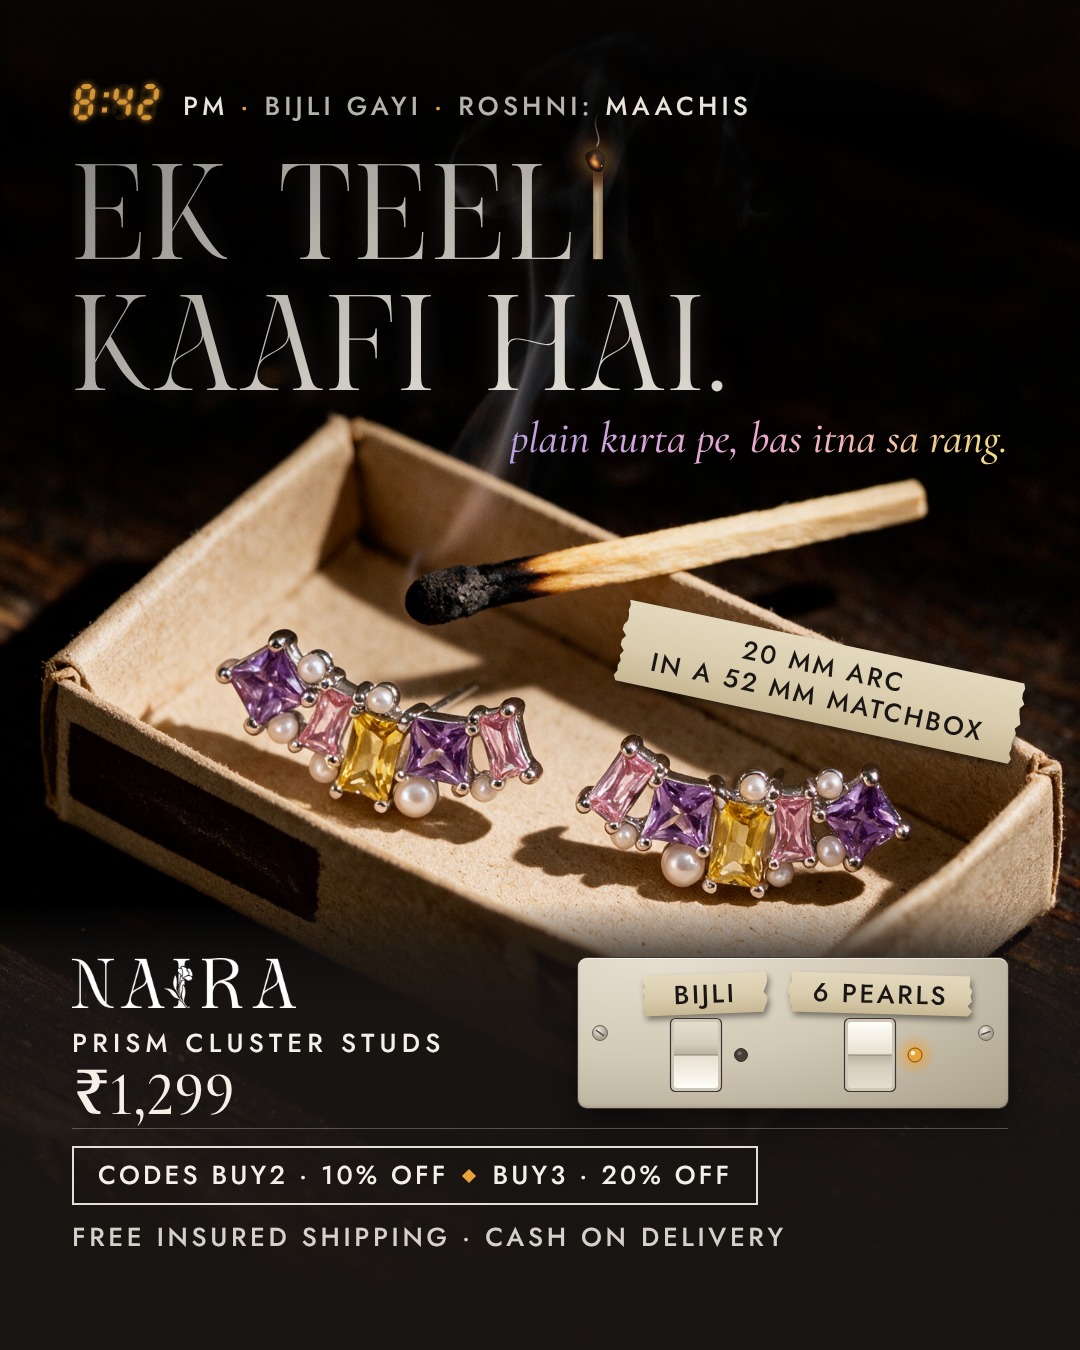 8:42 PM · BIJLI GAYI · ROSHNI: MAACHIS
EK TEELI
KAAFI HAI.
plain kurta pe, bas itna sa rang.
20 MM ARC
IN A 52 MM MATCHBOX
NAIRA
PRISM CLUSTER STUDS
₹1,299
BIJLI
6 PEARLS
CODES BUY2 · 10% OFF ◆ BUY3 · 20% OFF
FREE INSURED SHIPPING · CASH ON DELIVERY